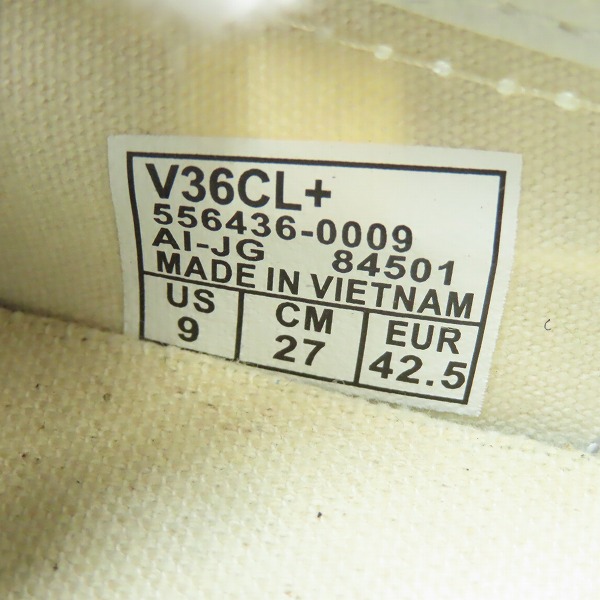 V36CL+
556436-0009
AI-JG 84501
MADE IN VIETNAM
US CM EUR
9 27 42.5